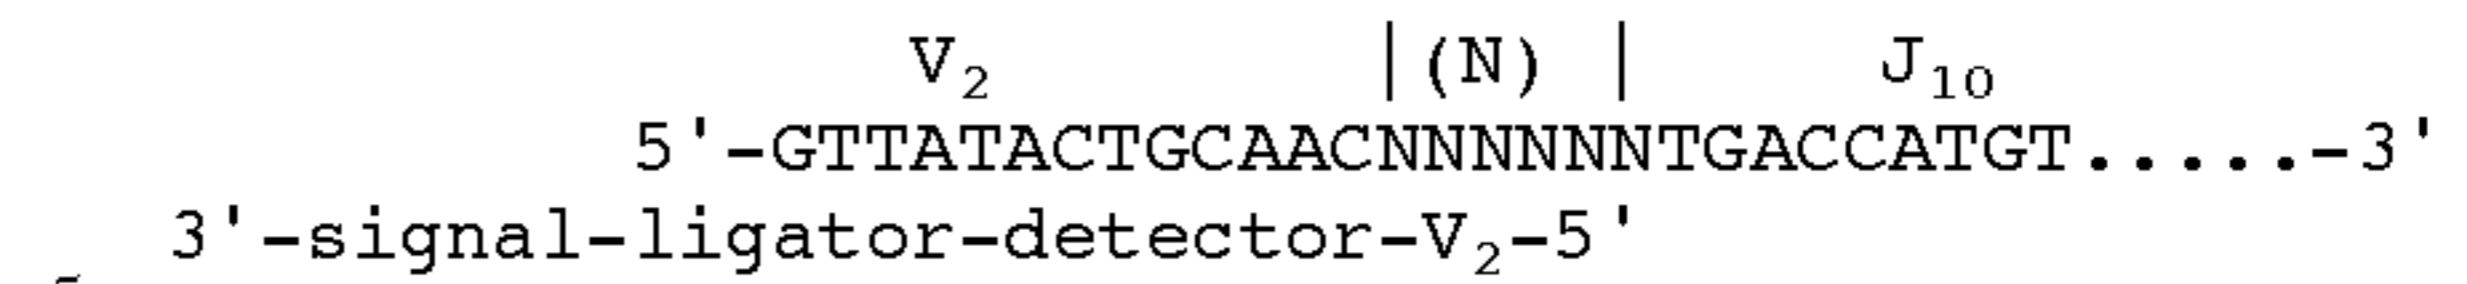 V₂ |(N) | J₁₀
5'-GTTATACTGCAACNNNNNNTGACCATGT.....-3'
3'-signal-ligator-detector-V₂-5'